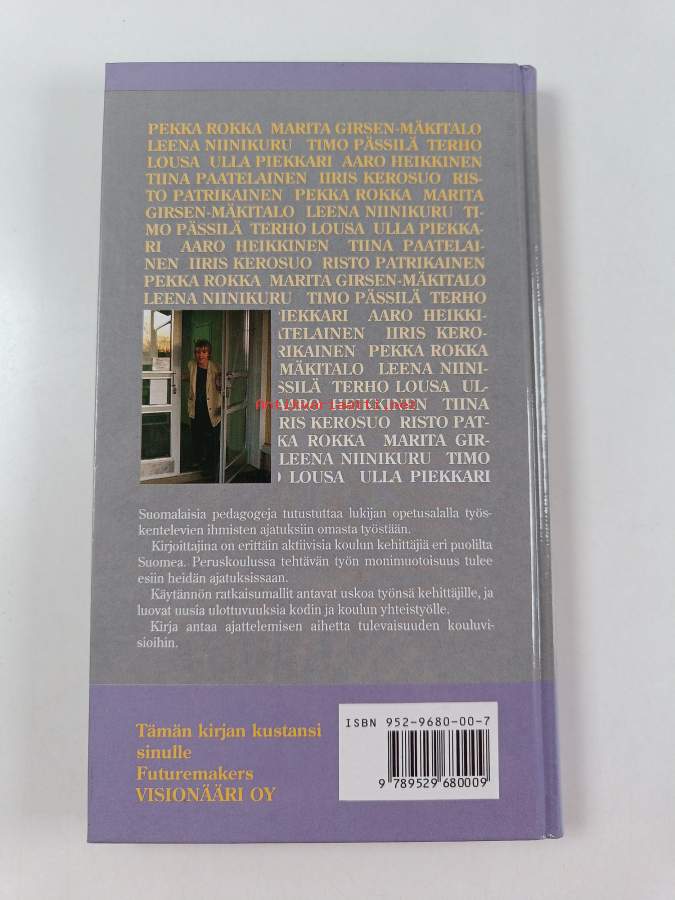 PEKKA ROKKA MARITA GIRSEN-MÄKITALO
LEENA NIINIKURU TIMO PÄSSILÄ TERHO
LOUSA ULLA PIEKKARI AARO HEIKKINEN
TIINA PAATELAINEN IIRIS KEROSUO RIS-
TO PATRIKAINEN PEKKA ROKKA MARITA
GIRSEN-MÄKITALO LEENA NIINIKURU TI-
MO PÄSSILÄ TERHO LOUSA ULLA PIEKKA-
RI AARO HEIKKINEN TIINA PAATELAI-
NEN IIRIS KEROSUO RISTO PATRIKAINEN
PEKKA ROKKA MARITA GIRSEN-MÄKITALO
LEENA NIINIKURU TIMO PÄSSILÄ TERHO
PIEKKARI AARO HEIKKI-
ATELAINEN IIRIS KERO-
RIKAINEN PEKKA ROKKA
MÄKITALO LEENA NIINI-
SSILÄ TERHO LOUSA UL-
AARO HEIKKINEN TIINA
Antikvariaatti.net
RIS KEROSUO RISTO PAT-
KA ROKKA MARITA GIR-
LEENA NIINIKURU TIMO
O LOUSA ULLA PIEKKARI
Suomalaisia pedagogeja tutustuttaa lukijan opetusalalla työs-
kentelevien ihmisten ajatuksiin omasta työstään.
Kirjoittajina on erittäin aktiivisia koulun kehittäjiä eri puolilta
Suomea. Peruskoulussa tehtävän työn monimuotoisuus tulee
esiin heidän ajatuksissaan.
Käytännön ratkaisumallit antavat uskoa työnsä kehittäjille, ja
luovat uusia ulottuvuuksia kodin ja koulun yhteistyölle.
Kirja antaa ajattelemisen aihetta tulevaisuuden kouluvi-
sioihin.
Tämän kirjan kustansi
sinulle
Futuremakers
VISIONÄÄRI OY
ISBN 952-9680-00-7
9 789529 680009